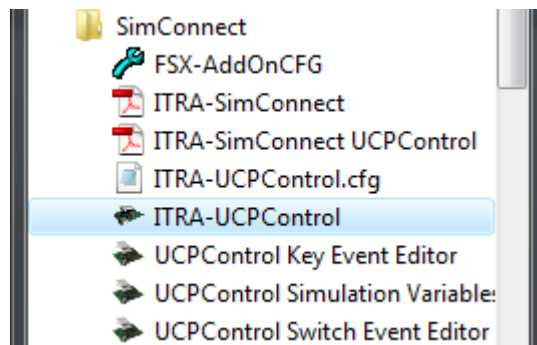 SimConnect
FSX-AddOnCFG
ITRA-SimConnect
ITRA-SimConnect UCPControl
ITRA-UCPControl.cfg
ITRA-UCPControl
UCPControl Key Event Editor
UCPControl Simulation Variables
UCPControl Switch Event Editor